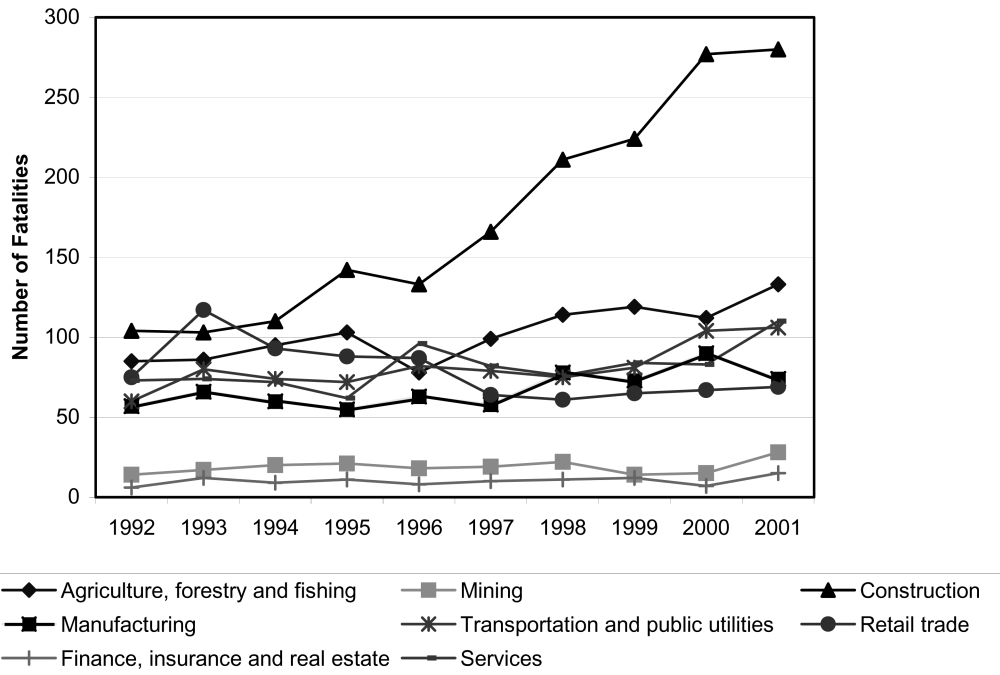 300
250
200
150
100
50
0
Number of Fatalities
1992 1993 1994 1995 1996 1997 1998 1999 2000 2001
Agriculture, forestry and fishing Mining Construction
Manufacturing Transportation and public utilities Retail trade
Finance, insurance and real estate Services